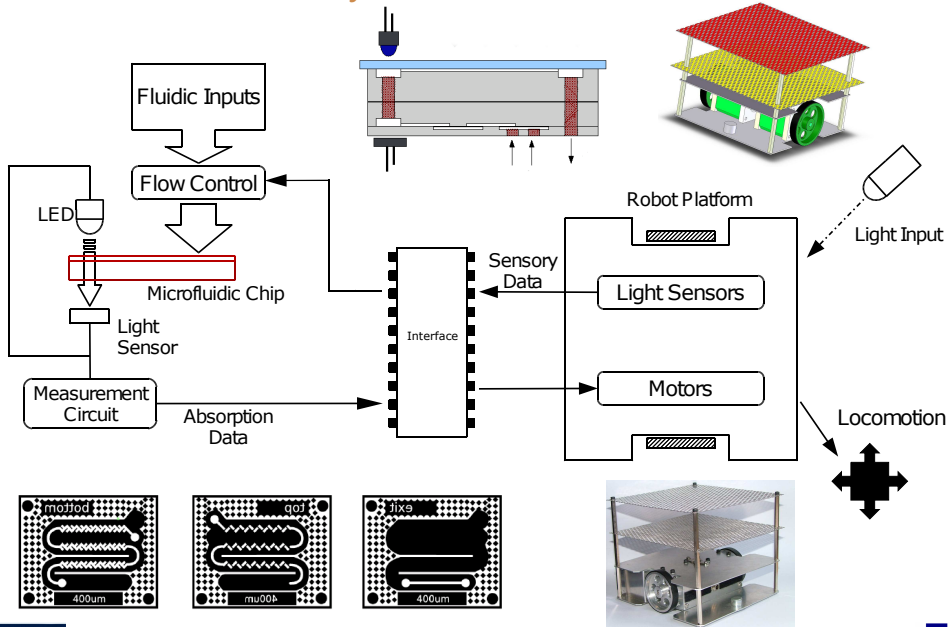 Fluidic Inputs
Flow Control
LED
Microfluidic Chip
Light
Sensor
Measurement
Circuit
Absorption
Data
Interface
Sensory
Data
Robot Platform
Light Sensors
Motors
Light Input
Locomotion
bottom
400um
top
400um
exit
400um